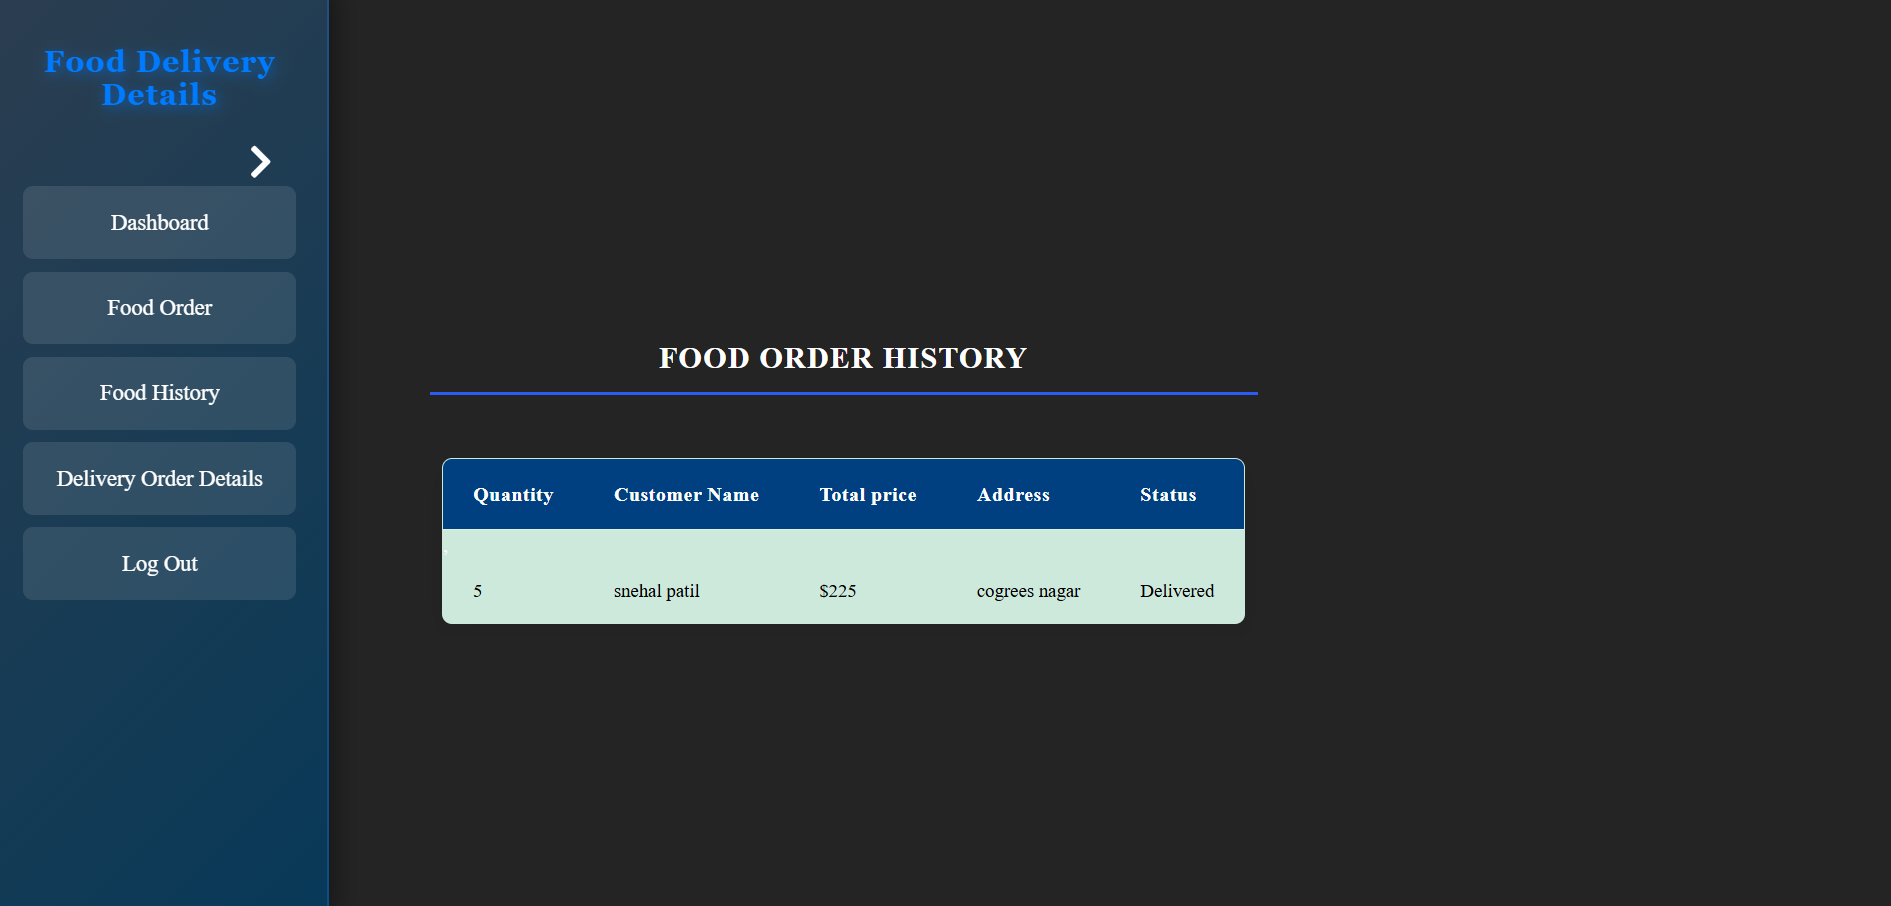 Food Delivery
Details
Dashboard
Food Order
Food History
Delivery Order Details
Log Out
FOOD ORDER HISTORY
Quantity Customer Name Total price Address Status
,
5 snehal patil $225 cogrees nagar Delivered